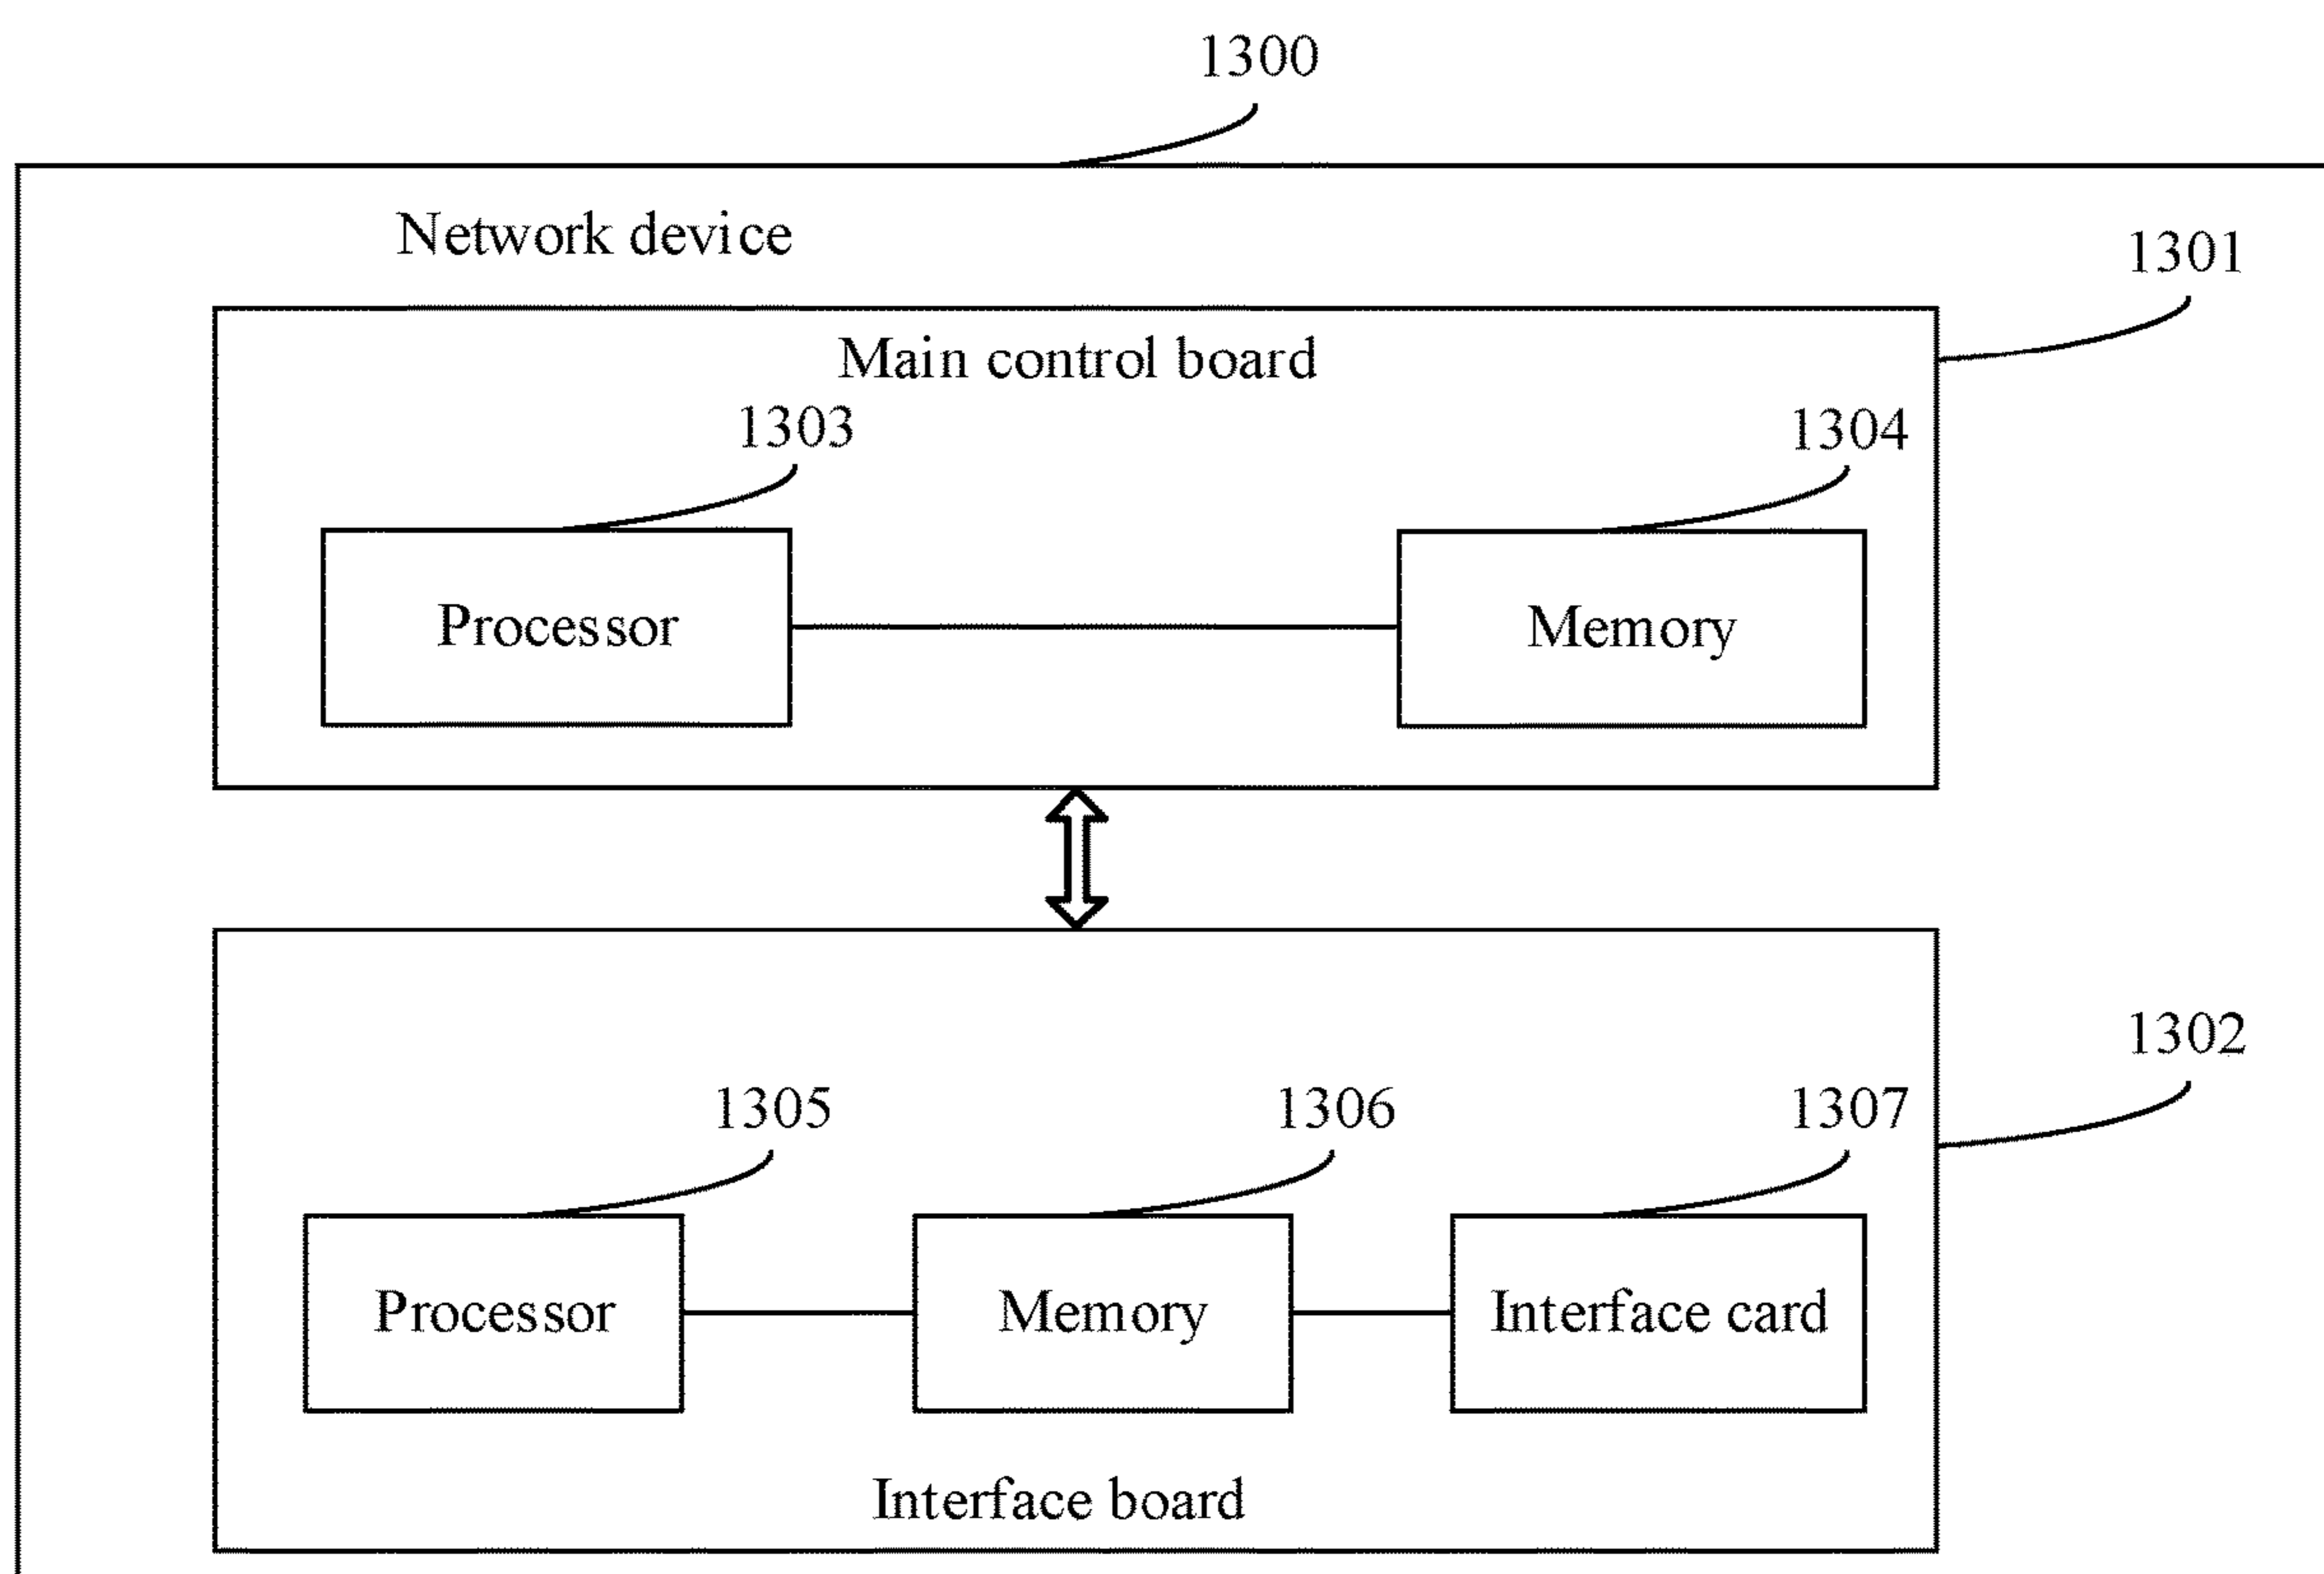 1300
Network device
1301
Main control board
1303
1304
Processor
Memory
1302
1305
1306
1307
Processor
Memory
Interface card
Interface board